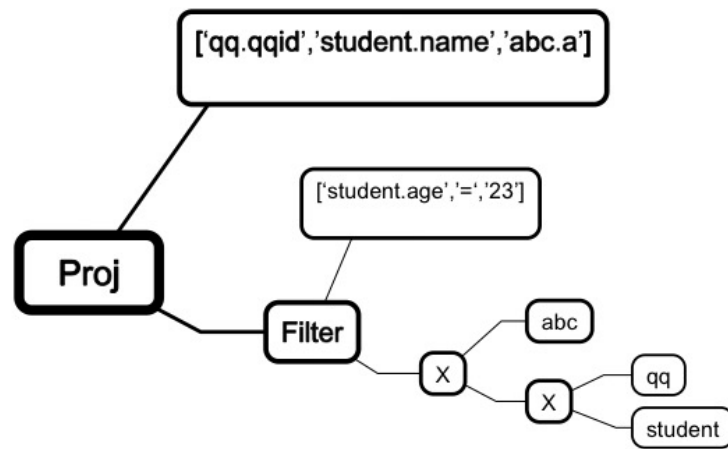 [‘qq.qqid’,’student.name’,’abc.a’]
[‘student.age’,’=‘,’23’]
Proj
Filter
abc
X
qq
X
student